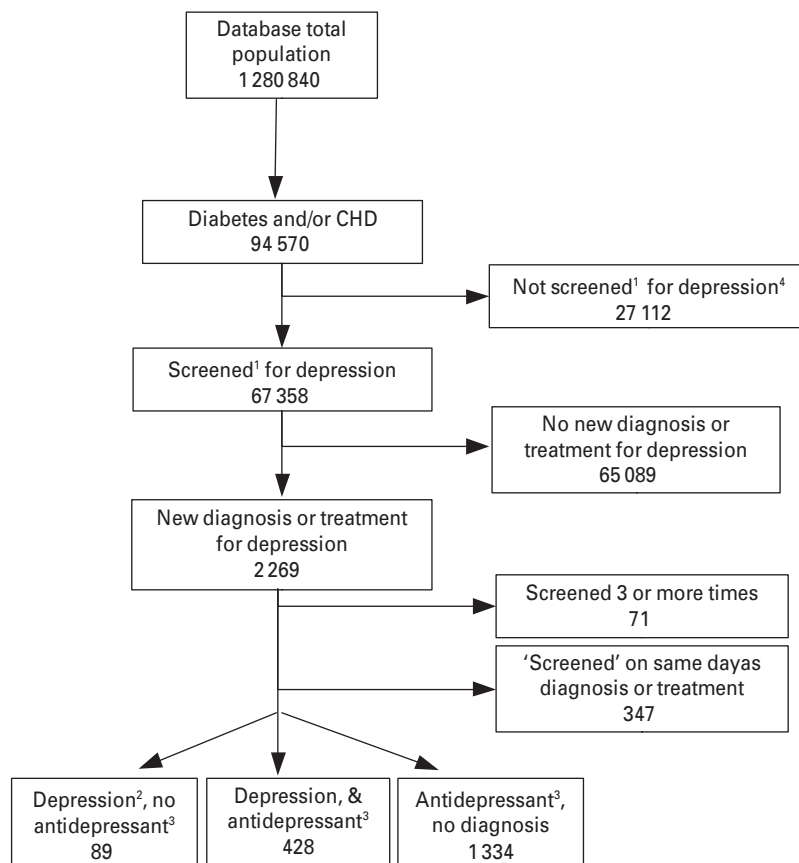 Database total
population
1 280 840
Diabetes and/or CHD
94 570
Not screened¹ for depression⁴
27 112
Screened¹ for depression
67 358
No new diagnosis or
treatment for depression
65 089
New diagnosis or treatment
for depression
2 269
Screened 3 or more times
71
‘Screened’ on same dayas
diagnosis or treatment
347
Depression², no
antidepressant³
89
Depression, &
antidepressant³
428
Antidepressant³,
no diagnosis
1 334